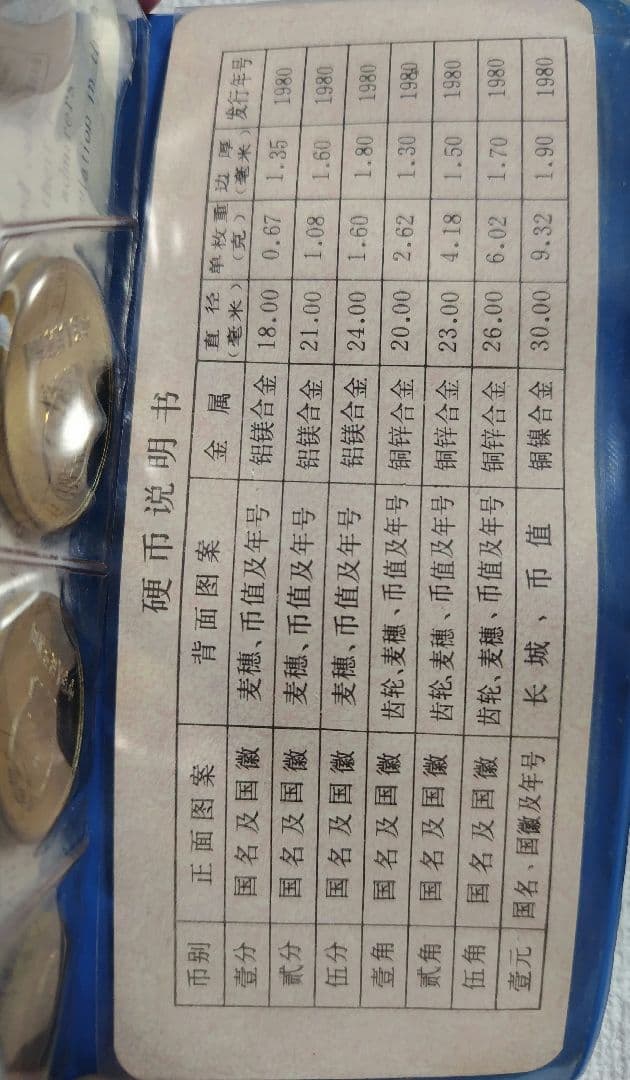 硬币说明书
币别 正面图案 背面图案 金属 直径(毫米) 单枚重(克) 边厚(毫米) 发行年号
壹分 国名及国徽 麦穗、币值及年号 铝镁合金 18.00 0.67 1.35 1980
贰分 国名及国徽 麦穗、币值及年号 铝镁合金 21.00 1.08 1.60 1980
伍分 国名及国徽 麦穗、币值及年号 铝镁合金 24.00 1.60 1.80 1980
壹角 国名及国徽 齿轮、麦穗、币值及年号 铜锌合金 20.00 2.62 1.30 1980
贰角 国名及国徽 齿轮、麦穗、币值及年号 铜锌合金 23.00 4.18 1.50 1980
伍角 国名及国徽 齿轮、麦穗、币值及年号 铜锌合金 26.00 6.02 1.70 1980
壹元 国名、国徽及年号 长城、币值 铜镍合金 30.00 9.32 1.90 1980